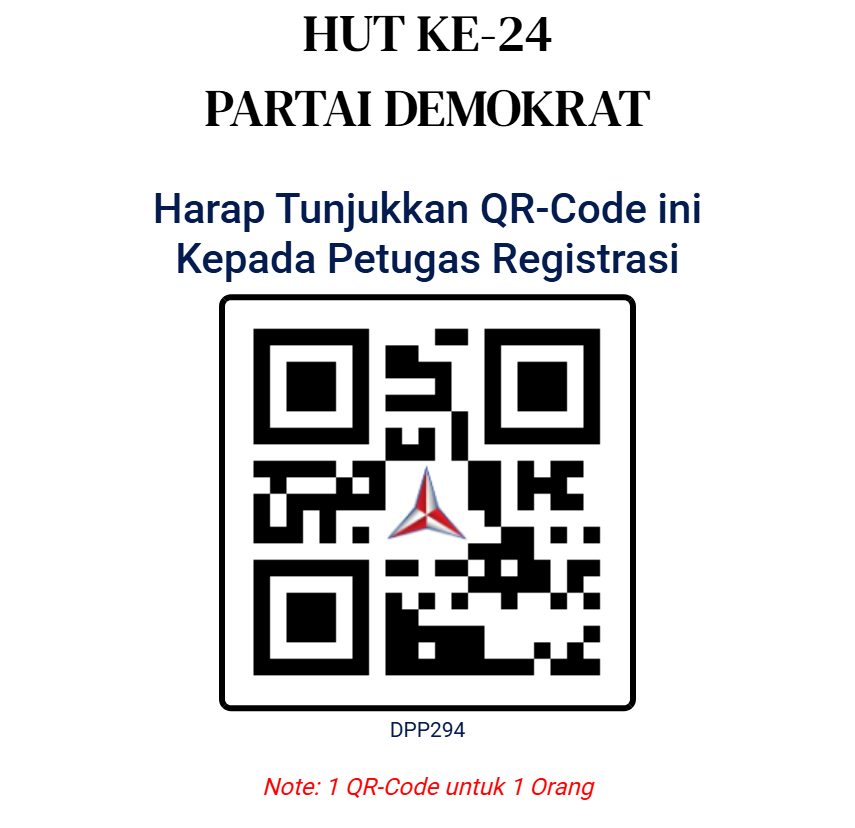 HUT KE-24
PARTAI DEMOKRAT
Harap Tunjukkan QR-Code ini
Kepada Petugas Registrasi
DPP294
Note: 1 QR-Code untuk 1 Orang